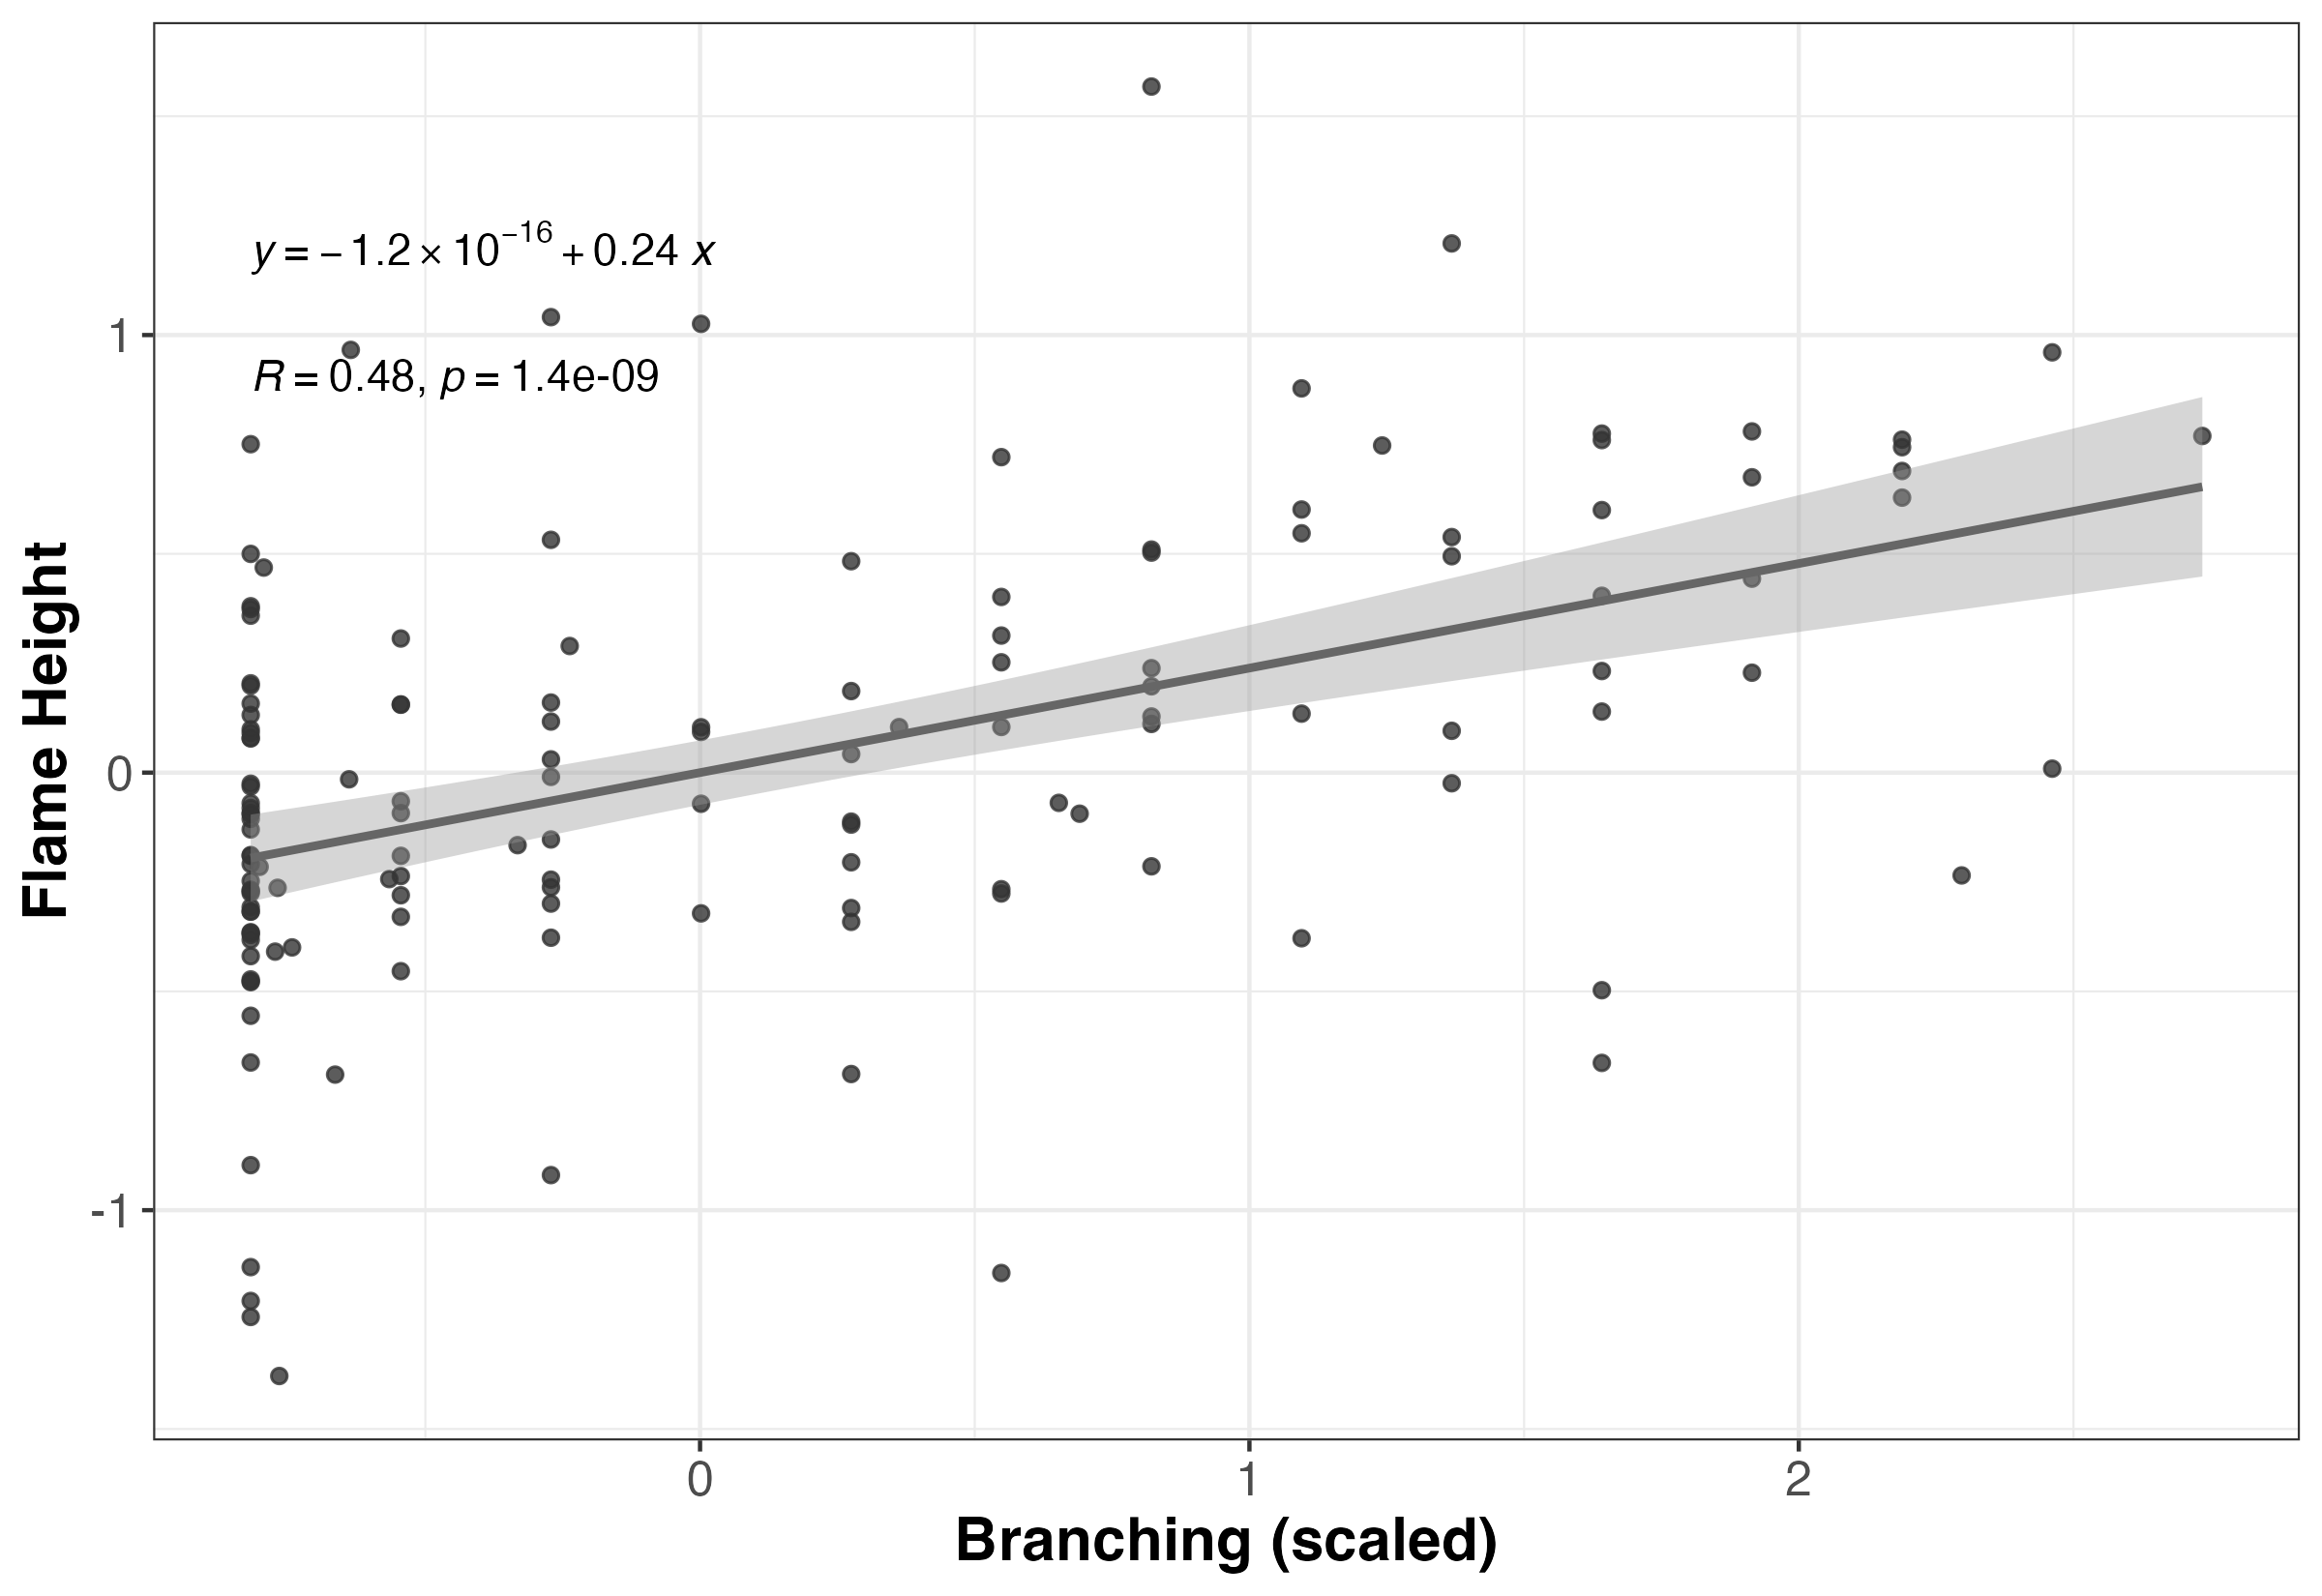 y = −1.2 × 10⁻¹⁶ + 0.24 x
R = 0.48, p = 1.4e-09
1
0
-1
Flame Height
0 1 2
Branching (scaled)